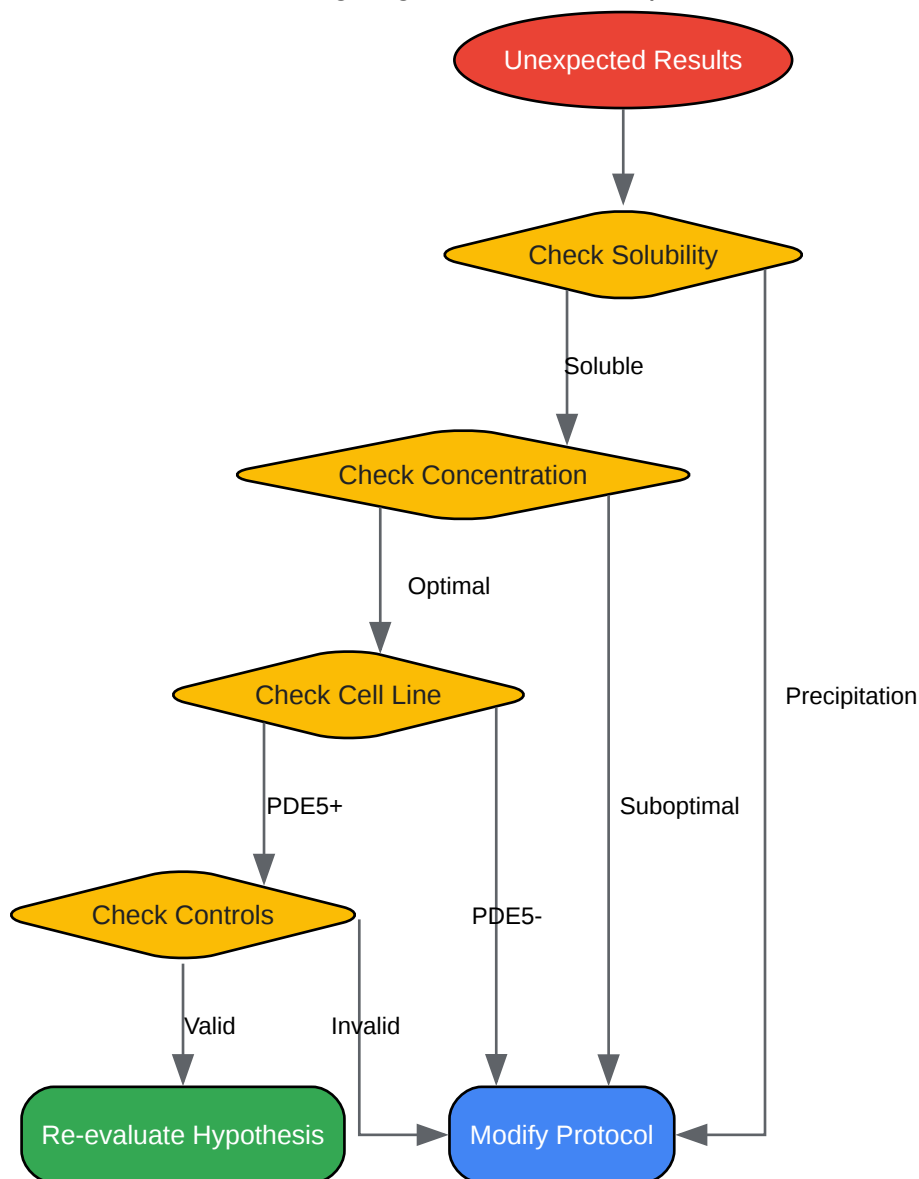 Unexpected Results
Check Solubility
Soluble
Check Concentration
Optimal
Check Cell Line
Precipitation
PDE5+
Suboptimal
Check Controls
PDE5-
Valid
Invalid
Re-evaluate Hypothesis
Modify Protocol